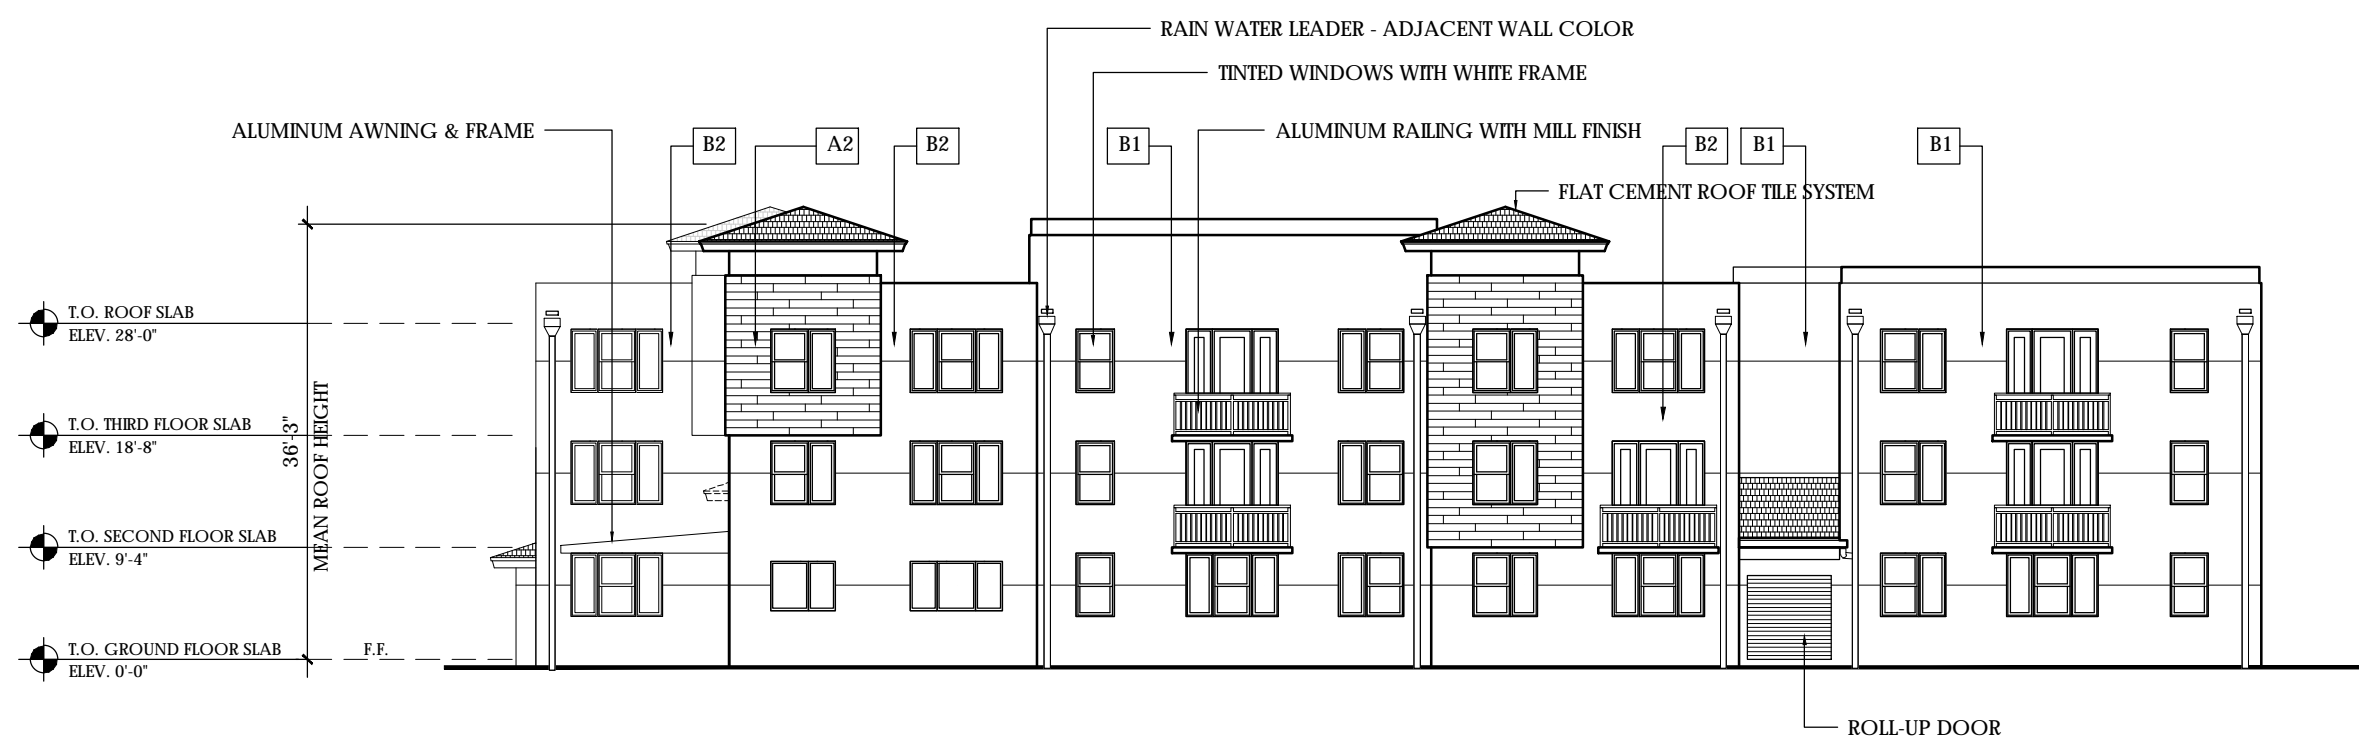 RAIN WATER LEADER - ADJACENT WALL COLOR
TINTED WINDOWS WITH WHITE FRAME
ALUMINUM AWNING & FRAME
B2
A2
B2
B1
ALUMINUM RAILING WITH MILL FINISH
B2
B1
B1
FLAT CEMENT ROOF TILE SYSTEM
T.O. ROOF SLAB
ELEV. 28'-0"
T.O. THIRD FLOOR SLAB
ELEV. 18'-8"
36'-3"
MEAN ROOF HEIGHT
T.O. SECOND FLOOR SLAB
ELEV. 9'-4"
T.O. GROUND FLOOR SLAB
F.F.
ELEV. 0'-0"
ROLL-UP DOOR